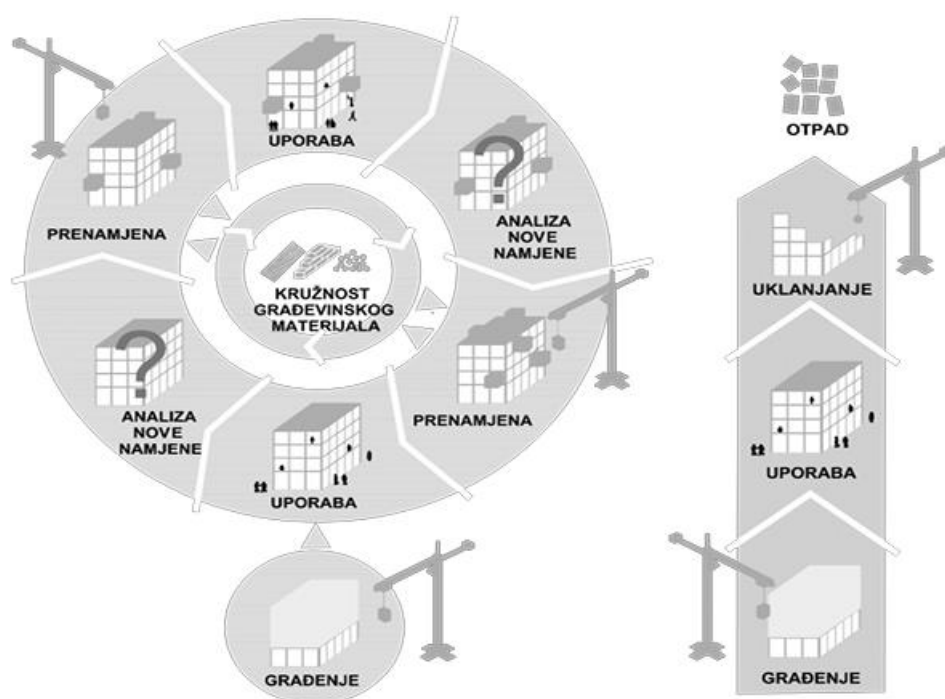 UPORABA
ANALIZA
NOVE
NAMJENE
PRENAMJENA
KRUŽNOST
GRAĐEVINSKOG
MATERIJALA
ANALIZA
NOVE
NAMJENE
PRENAMJENA
UPORABA
GRAĐENJE
OTPAD
UKLANJANJE
UPORABA
GRAĐENJE